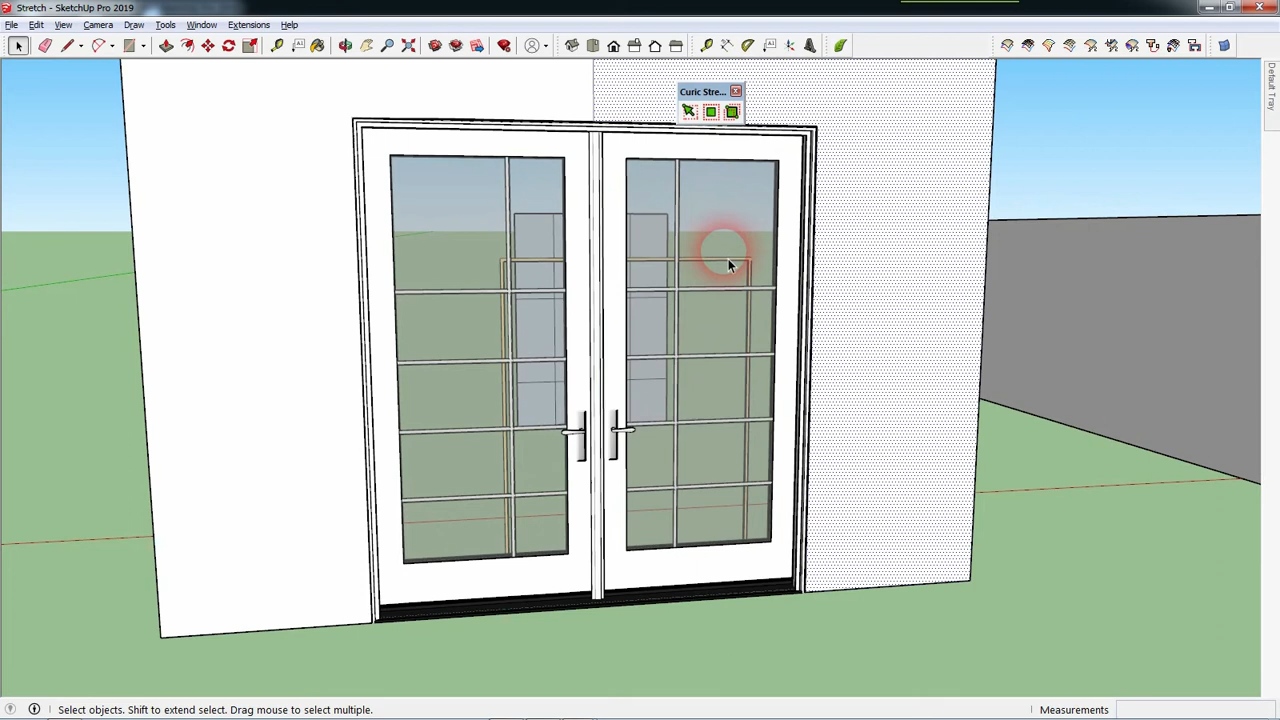 Stretch - SketchUp Pro 2019
File Edit View Camera Draw Tools Window Extensions Help
Curic Stre...
Default Tray
Select objects. Shift to extend select. Drag mouse to select multiple.
Measurements